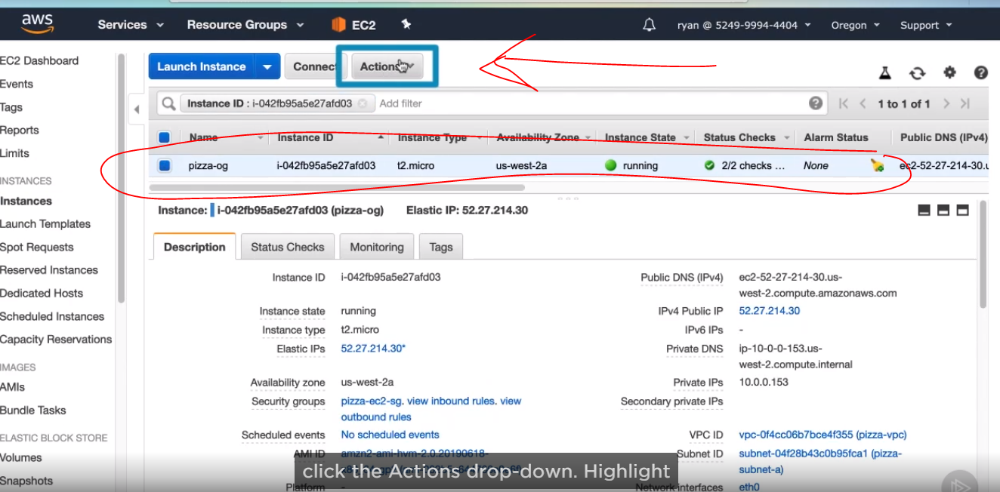 aws Services Resource Groups EC2 ryan @ 5249-9994-4404 Oregon Support
EC2 Dashboard
Events
Tags
Reports
Limits
INSTANCES
Instances
Launch Templates
Spot Requests
Reserved Instances
Dedicated Hosts
Scheduled Instances
Capacity Reservations
IMAGES
AMIs
Bundle Tasks
ELASTIC BLOCK STORE
Volumes
Snapshots
Launch Instance Connect Actions
Instance ID : i-042fb95a5e27afd03 Add filter 1 to 1 of 1
Name Instance ID Instance Type Availability Zone Instance State Status Checks Alarm Status Public DNS (IPv4)
pizza-og i-042fb95a5e27afd03 t2.micro us-west-2a running 2/2 checks ... None ec2-52-27-214-30.u
Instance: i-042fb95a5e27afd03 (pizza-og) Elastic IP: 52.27.214.30
Description Status Checks Monitoring Tags
Instance ID i-042fb95a5e27afd03
Instance state running
Instance type t2.micro
Elastic IPs 52.27.214.30*
Availability zone us-west-2a
Security groups pizza-ec2-sg. view inbound rules. view
outbound rules
Scheduled events No scheduled events
AMI ID amzn2-ami-hvm-2.0.20190618-
Platform -
Public DNS (IPv4) ec2-52-27-214-30.us-
west-2.compute.amazonaws.com
IPv4 Public IP 52.27.214.30
IPv6 IPs -
Private DNS ip-10-0-0-153.us-
west-2.compute.internal
Private IPs 10.0.0.153
Secondary private IPs
VPC ID vpc-0f4cc06b7bce4f355 (pizza-vpc)
Subnet ID subnet-04f28b43c0b95fca1 (pizza-
subnet-a)
Network interfaces eth0
click the Actions drop-down. Highlight